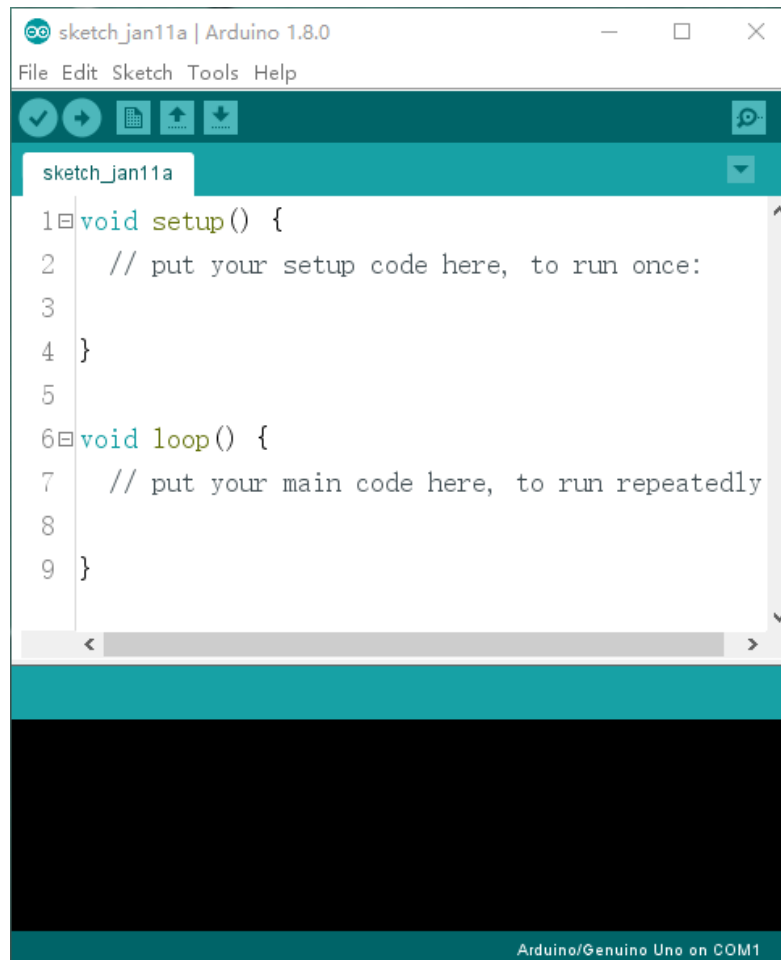 sketch_jan11a | Arduino 1.8.0
File Edit Sketch Tools Help
sketch_jan11a
1 void setup() {
2 // put your setup code here, to run once:
3
4 }
5
6 void loop() {
7 // put your main code here, to run repeatedly
8
9 }
Arduino/Genuino Uno on COM1